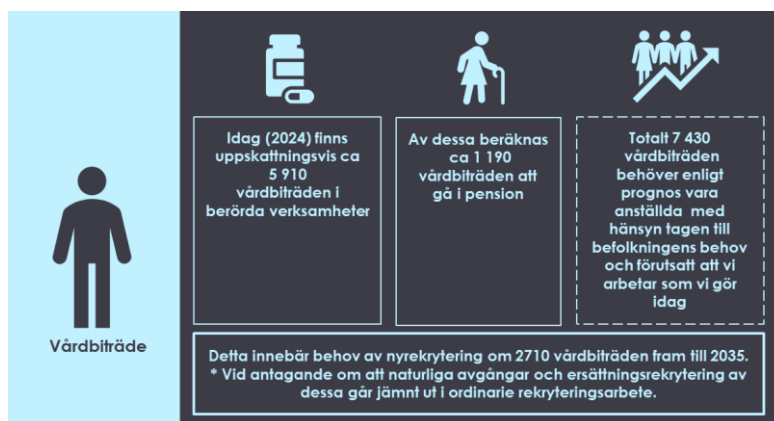 Idag (2024) finns
uppskattningsvis ca
5 910
vårdbiträden i
berörda verksamheter
Av dessa beräknas
ca 1 190
vårdbiträden att
gå i pension
Totalt 7 430
vårdbiträden
behöver enligt
prognos vara
anställda med
hänsyn tagen till
befolkningens behov
och förutsatt att vi
arbetar som vi gör
idag
Vårdbiträde
Detta innebär behov av nyrekrytering om 2710 vårdbiträden fram till 2035.
* Vid antagande om att naturliga avgångar och ersättningsrekrytering av
dessa går jämnt ut i ordinarie rekryteringsarbete.